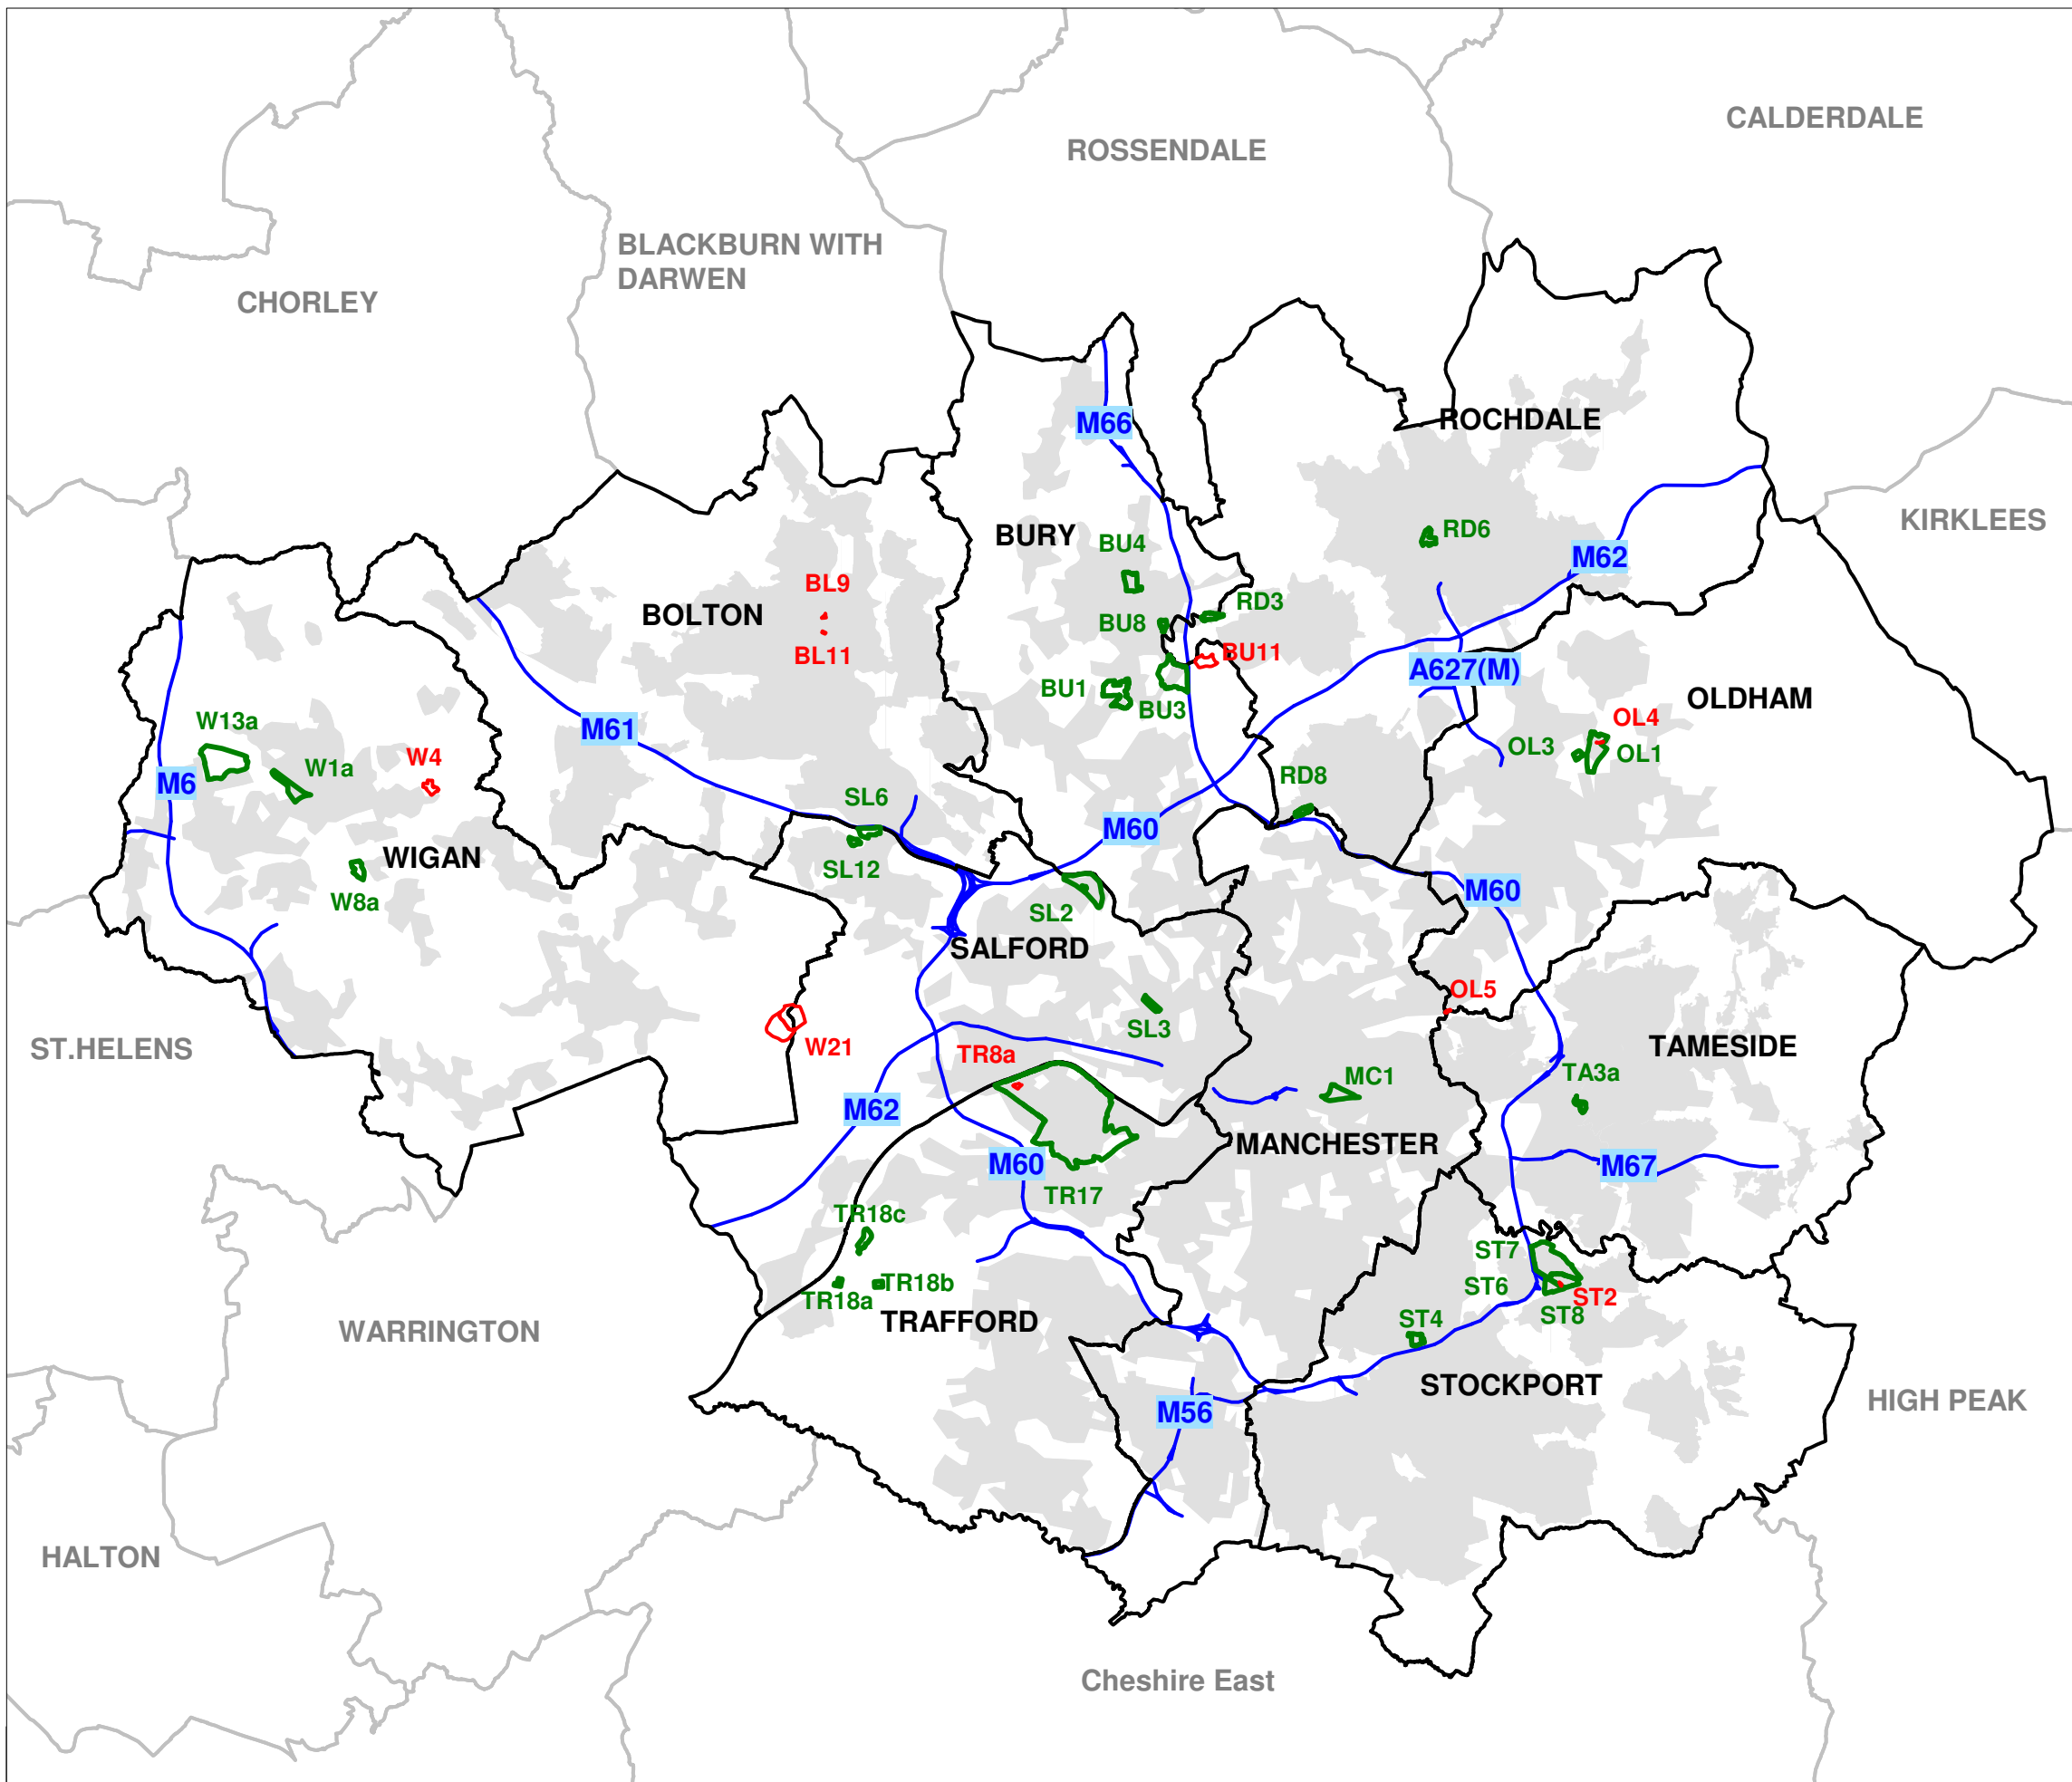 CALDERDALE
ROSSENDALE
BLACKBURN WITH
DARWEN
CHORLEY
M66
ROCHDALE
KIRKLEES
BURY
RD6
BU4
M62
BL9
RD3
BOLTON
BU8
BU11
BL11
A627(M)
BU1
OLDHAM
BU3
W13a
OL4
M61
OL3
OL1
W4
W1a
M6
RD8
SL6
M60
WIGAN
SL12
M60
W8a
SL2
SALFORD
OL5
SL3
ST.HELENS
W21
TAMESIDE
TR8a
TA3a
MC1
M62
MANCHESTER
M60
M67
TR17
TR18c
ST7
TR18b
ST6
ST2
TR18a
ST8
TRAFFORD
ST4
WARRINGTON
STOCKPORT
HIGH PEAK
M56
HALTON
Cheshire East